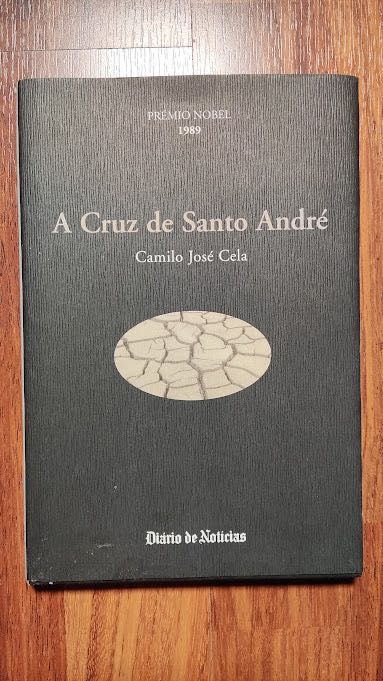 PRÉMIO NOBEL
1989
A Cruz de Santo André
Camilo José Cela
Diário de Notícias